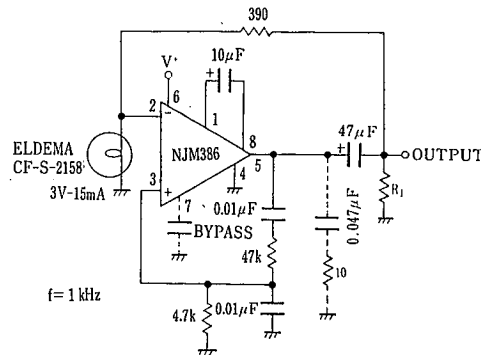 390
V+
10μF
+
6
2
−
1
ELDEMA
CF-S-2158
3V-15mA
NJM386
8
5
47μF
+
OUTPUT
3
+
4
7
R1
0.01μF
0.047μF
BYPASS
47k
10
f= 1 kHz
4.7k
0.01μF